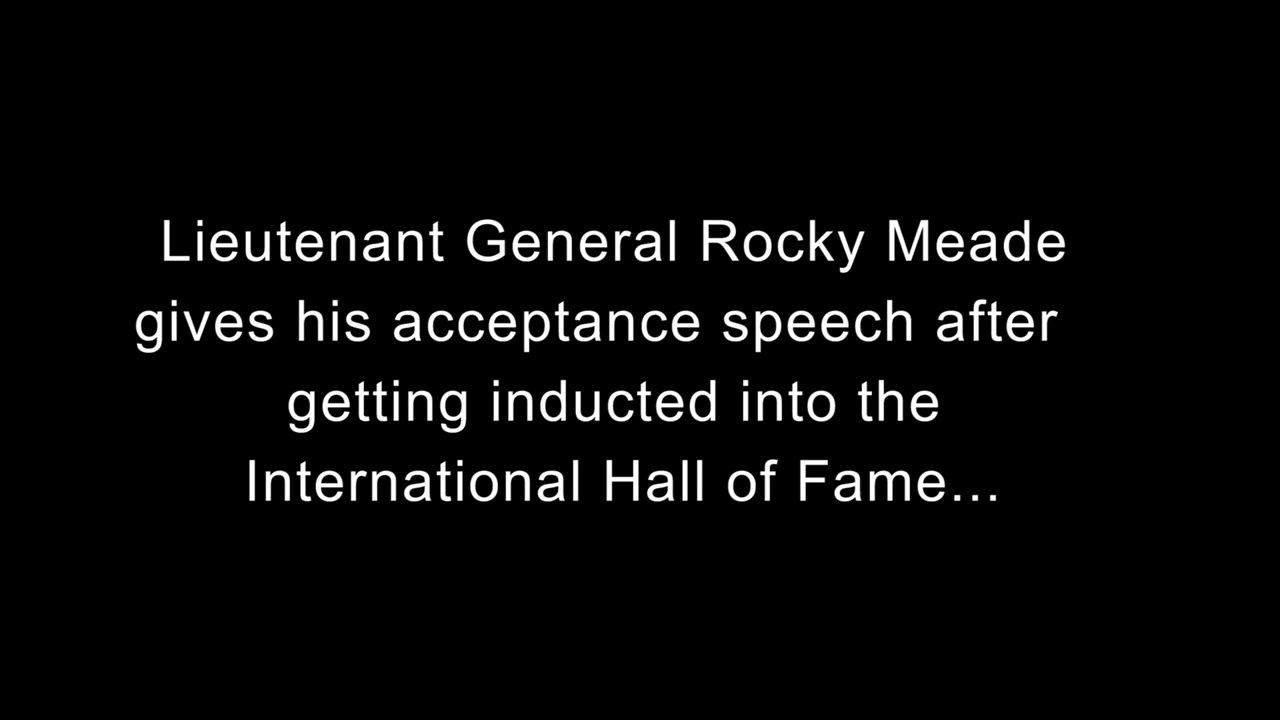 Lieutenant General Rocky Meade
gives his acceptance speech after
getting inducted into the
International Hall of Fame...